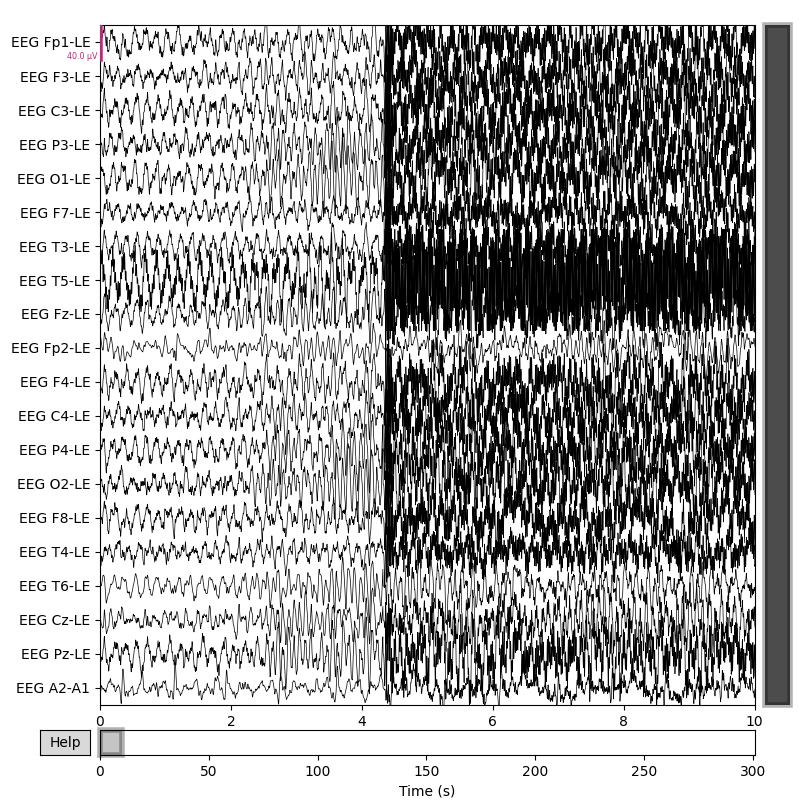 EEG Fp1-LE
40.0 µV
EEG F3-LE
EEG C3-LE
EEG P3-LE
EEG O1-LE
EEG F7-LE
EEG T3-LE
EEG T5-LE
EEG Fz-LE
EEG Fp2-LE
EEG F4-LE
EEG C4-LE
EEG P4-LE
EEG O2-LE
EEG F8-LE
EEG T4-LE
EEG T6-LE
EEG Cz-LE
EEG Pz-LE
EEG A2-A1
0 2 4 6 8 10
Help
0 50 100 150 200 250 300
Time (s)